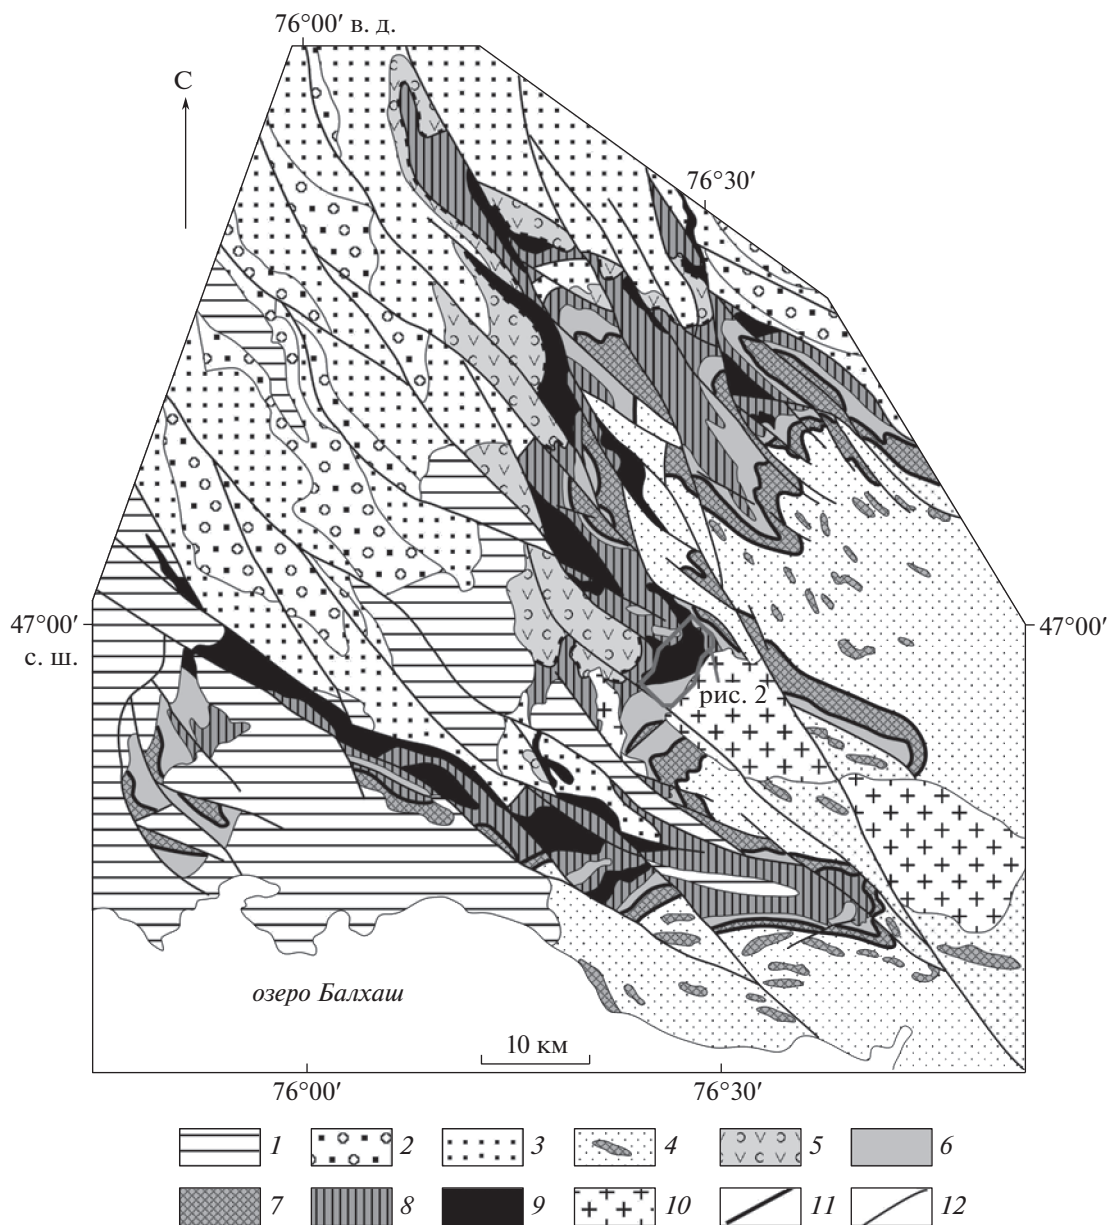 76°00′ в. д.
С
76°30′
47°00′
с. ш.
47°00′
рис. 2
озеро Балхаш
10 км
76°00′
76°30′
1 2 3 4 5 6
7 8 9 10 11 12